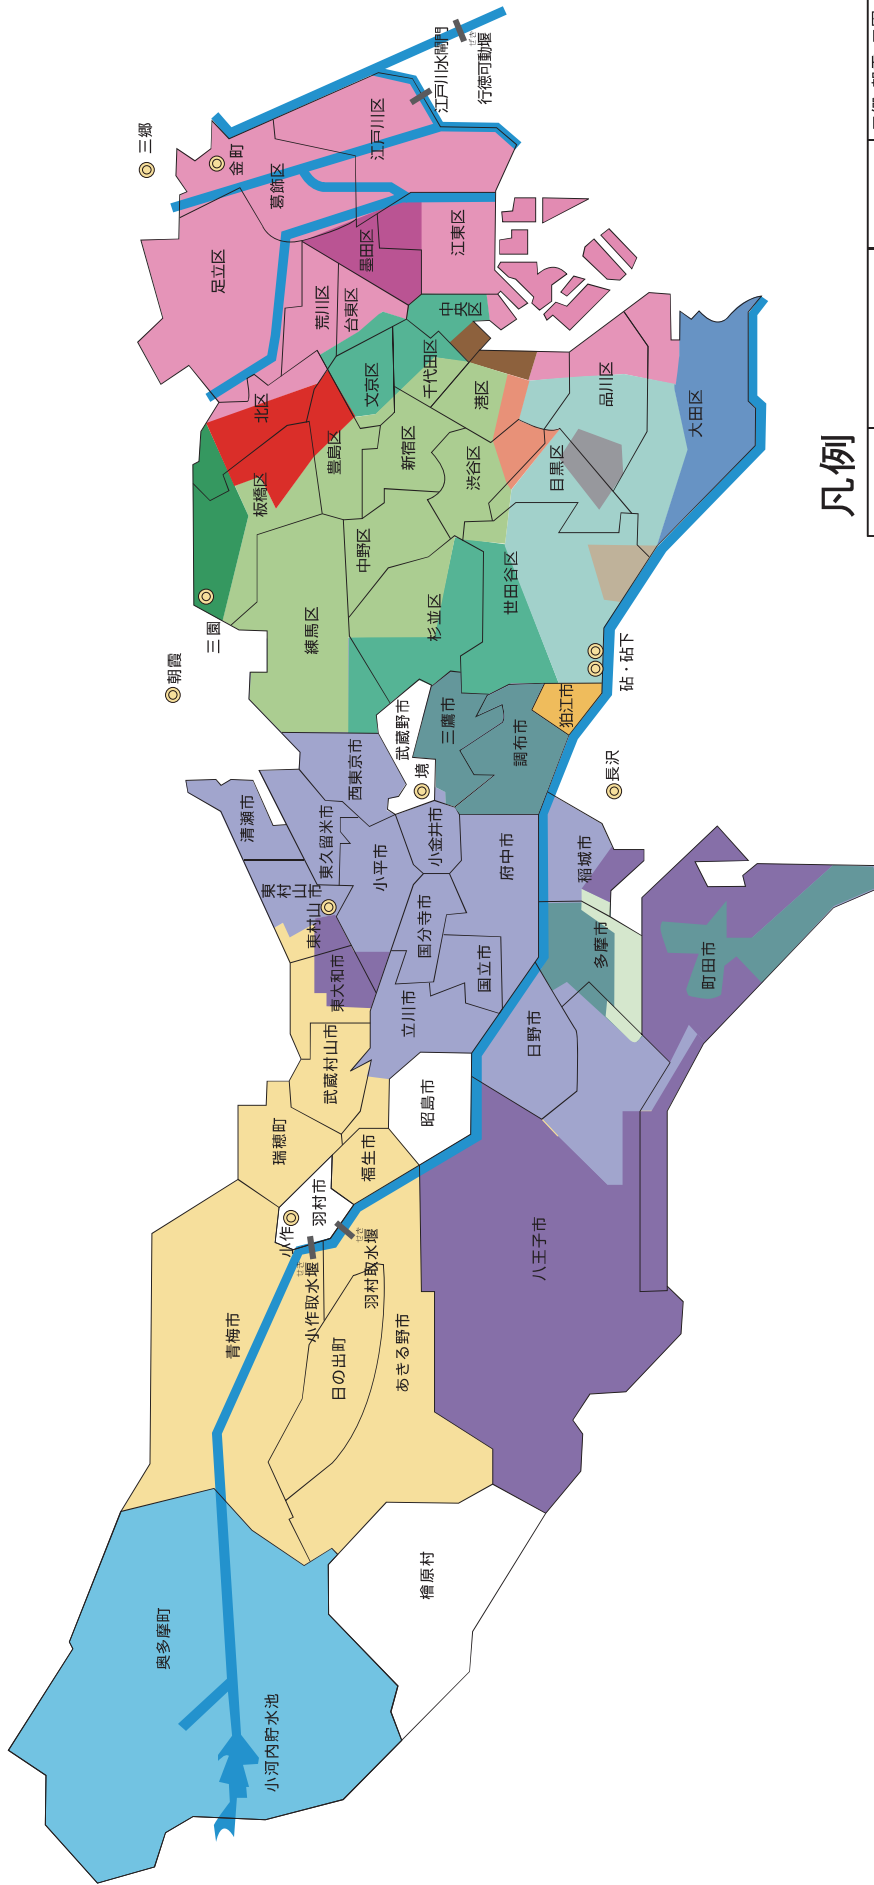 三郷
金町
江戸川水閘門
行徳可動堰
せき
江戸川区
葛飾区
足立区
墨田区
江東区
荒川区
台東区
中央区
文京区
千代田区
港区
品川区
大田区
北区
豊島区
新宿区
渋谷区
目黒区
板橋区
中野区
杉並区
世田谷区
練馬区
三園
朝霞
砧・砧下
狛江市
武蔵野市
三鷹市
調布市
境
長沢
西東京市
清瀬市
東久留米市
小平市
小金井市
府中市
稲城市
東村山市
東村山
国分寺市
国立市
多摩市
町田市
東大和市
立川市
日野市
武蔵村山市
昭島市
瑞穂町
福生市
羽村市
小作
せき
小作取水堰
せき
羽村取水堰
八王子市
青梅市
日の出町
あきる野市
檜原村
奥多摩町
小河内貯水池
凡例